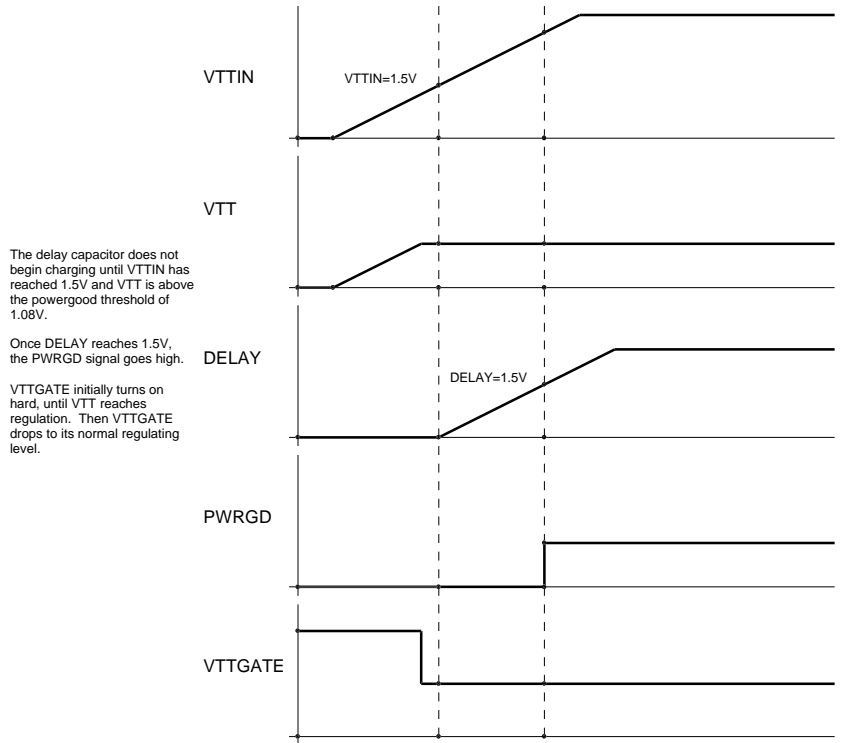 VTTIN
VTTIN=1.5V
VTT
The delay capacitor does not
begin charging until VTTIN has
reached 1.5V and VTT is above
the powergood threshold of
1.08V.
Once DELAY reaches 1.5V,
the PWRGD signal goes high.
DELAY
DELAY=1.5V
VTTGATE initially turns on
hard, until VTT reaches
regulation. Then VTTGATE
drops to its normal regulating
level.
PWRGD
VTTGATE